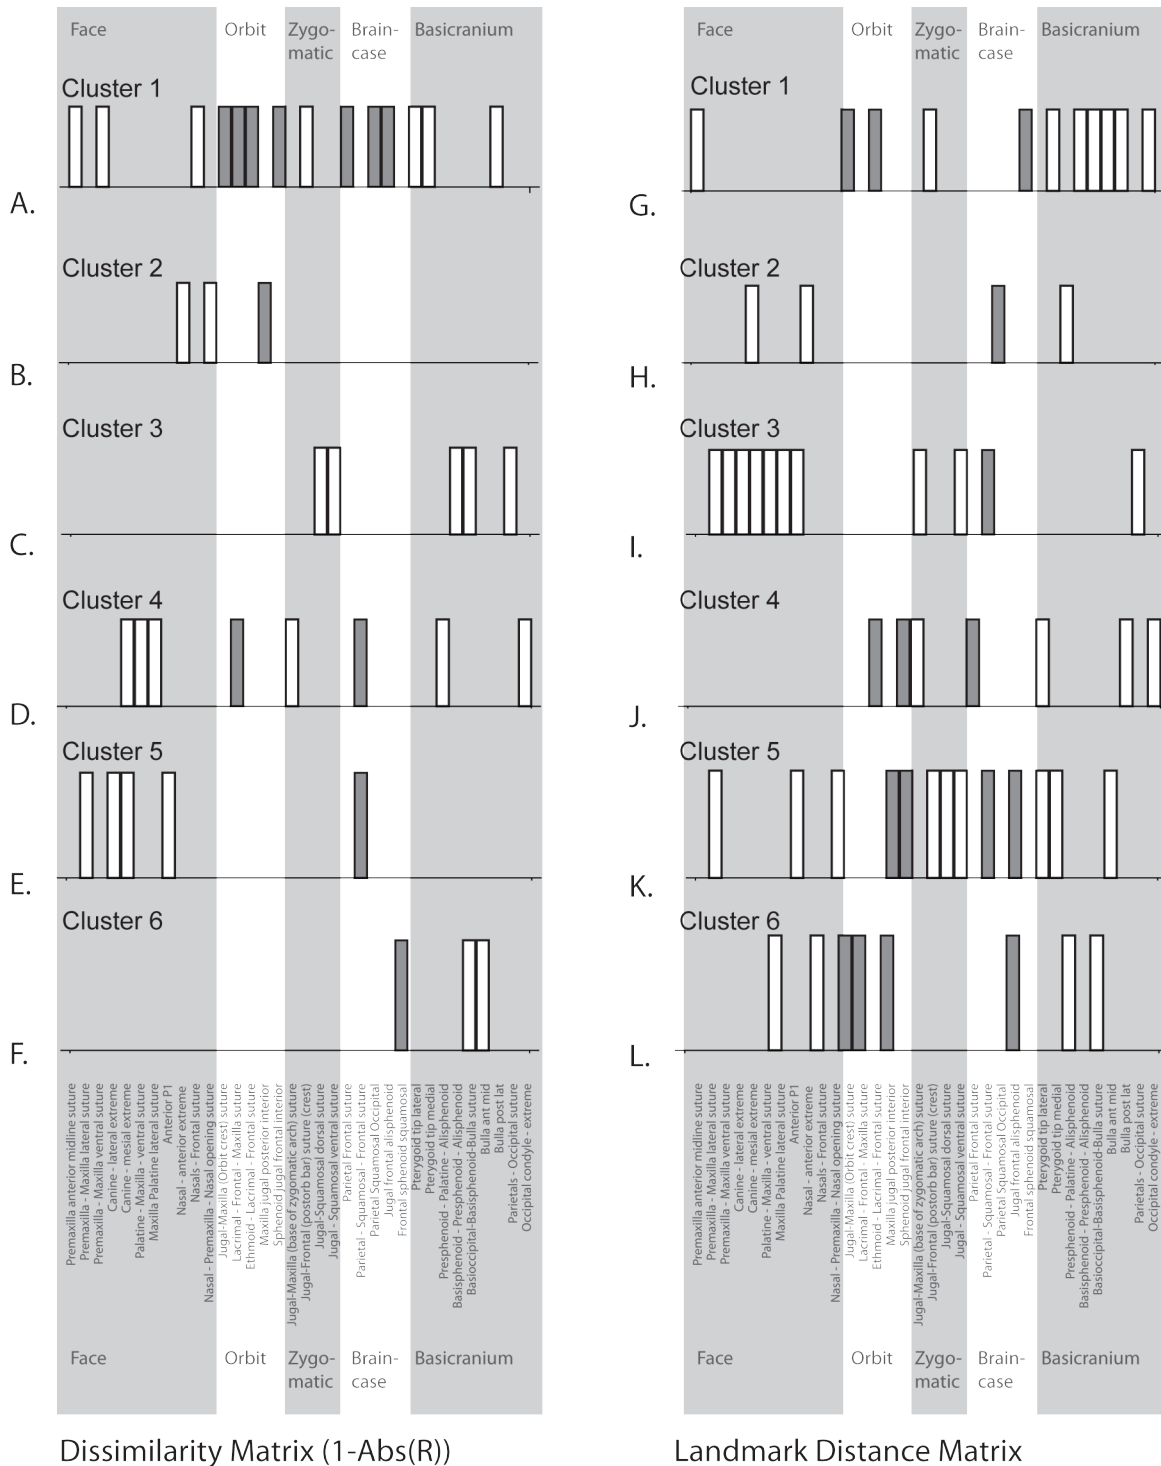 Face Orbit Zygo- Brain- Basicranium
matic case
Cluster 1
A.
Cluster 2
B.
Cluster 3
C.
Cluster 4
D.
Cluster 5
E.
Cluster 6
F.
Premaxilla anterior midline suture
Premaxilla - Maxilla lateral suture
Premaxilla - Maxilla ventral suture
Canine - lateral extreme
Canine - mesial extreme
Palatine - Maxilla - ventral suture
Maxilla Palatine lateral suture
Anterior P1
Nasal - anterior extreme
Nasals - Frontal suture
Nasal - Premaxilla - Nasal opening suture
Jugal-Maxilla (Orbit crest) suture
Lacrimal - Frontal - Maxilla suture
Ethmoid - Lacrimal - Frontal suture
Maxilla jugal posterior interior
Sphenoid jugal frontal interior
Jugal-Maxilla (base of zygomatic arch) suture
Jugal-Frontal (postorb bar) suture (crest)
Jugal-Squamosal dorsal suture
Jugal - Squamosal ventral suture
Parietal Frontal suture
Parietal - Squamosal - Frontal suture
Parietal Squamosal Occipital
Jugal frontal alisphenoid
Frontal sphenoid squamosal
Pterygoid tip lateral
Pterygoid tip medial
Presphenoid - Palatine - Alisphenoid
Basisphenoid - Presphenoid - Alisphenoid
Basioccipital-Basisphenoid-Bulla suture
Bulla ant mid
Bulla post lat
Parietals - Occipital suture
Occipital condyle - extreme
Face Orbit Zygo- Brain- Basicranium
matic case
Dissimilarity Matrix (1-Abs(R))
Face Orbit Zygo- Brain- Basicranium
matic case
Cluster 1
G.
Cluster 2
H.
Cluster 3
I.
Cluster 4
J.
Cluster 5
K.
Cluster 6
L.
Premaxilla anterior midline suture
Premaxilla - Maxilla lateral suture
Premaxilla - Maxilla ventral suture
Canine - lateral extreme
Canine - mesial extreme
Palatine - Maxilla - ventral suture
Maxilla Palatine lateral suture
Anterior P1
Nasal - anterior extreme
Nasals - Frontal suture
Nasal - Premaxilla - Nasal opening suture
Jugal-Maxilla (Orbit crest) suture
Lacrimal - Frontal - Maxilla suture
Ethmoid - Lacrimal - Frontal suture
Maxilla jugal posterior interior
Sphenoid jugal frontal interior
Jugal-Maxilla (base of zygomatic arch) suture
Jugal-Frontal (postorb bar) suture (crest)
Jugal-Squamosal dorsal suture
Jugal - Squamosal ventral suture
Parietal Frontal suture
Parietal - Squamosal - Frontal suture
Parietal Squamosal Occipital
Jugal frontal alisphenoid
Frontal sphenoid squamosal
Pterygoid tip lateral
Pterygoid tip medial
Presphenoid - Palatine - Alisphenoid
Basisphenoid - Presphenoid - Alisphenoid
Basioccipital-Basisphenoid-Bulla suture
Bulla ant mid
Bulla post lat
Parietals - Occipital suture
Occipital condyle - extreme
Face Orbit Zygo- Brain- Basicranium
matic case
Landmark Distance Matrix